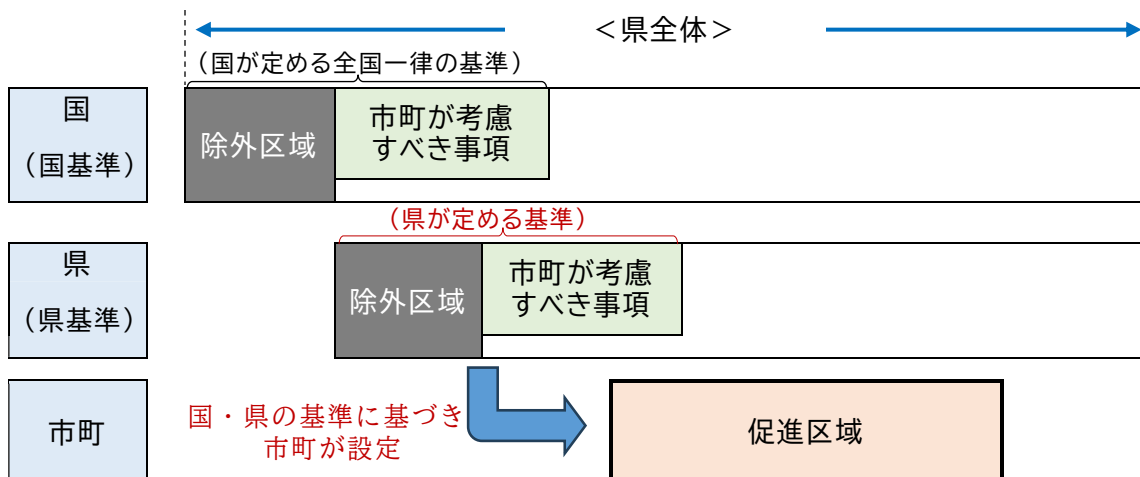 ＜県全体＞
（国が定める全国一律の基準）
国
（国基準）
除外区域
市町が考慮
すべき事項
（県が定める基準）
県
（県基準）
除外区域
市町が考慮
すべき事項
市町
国・県の基準に基づき
市町が設定
促進区域